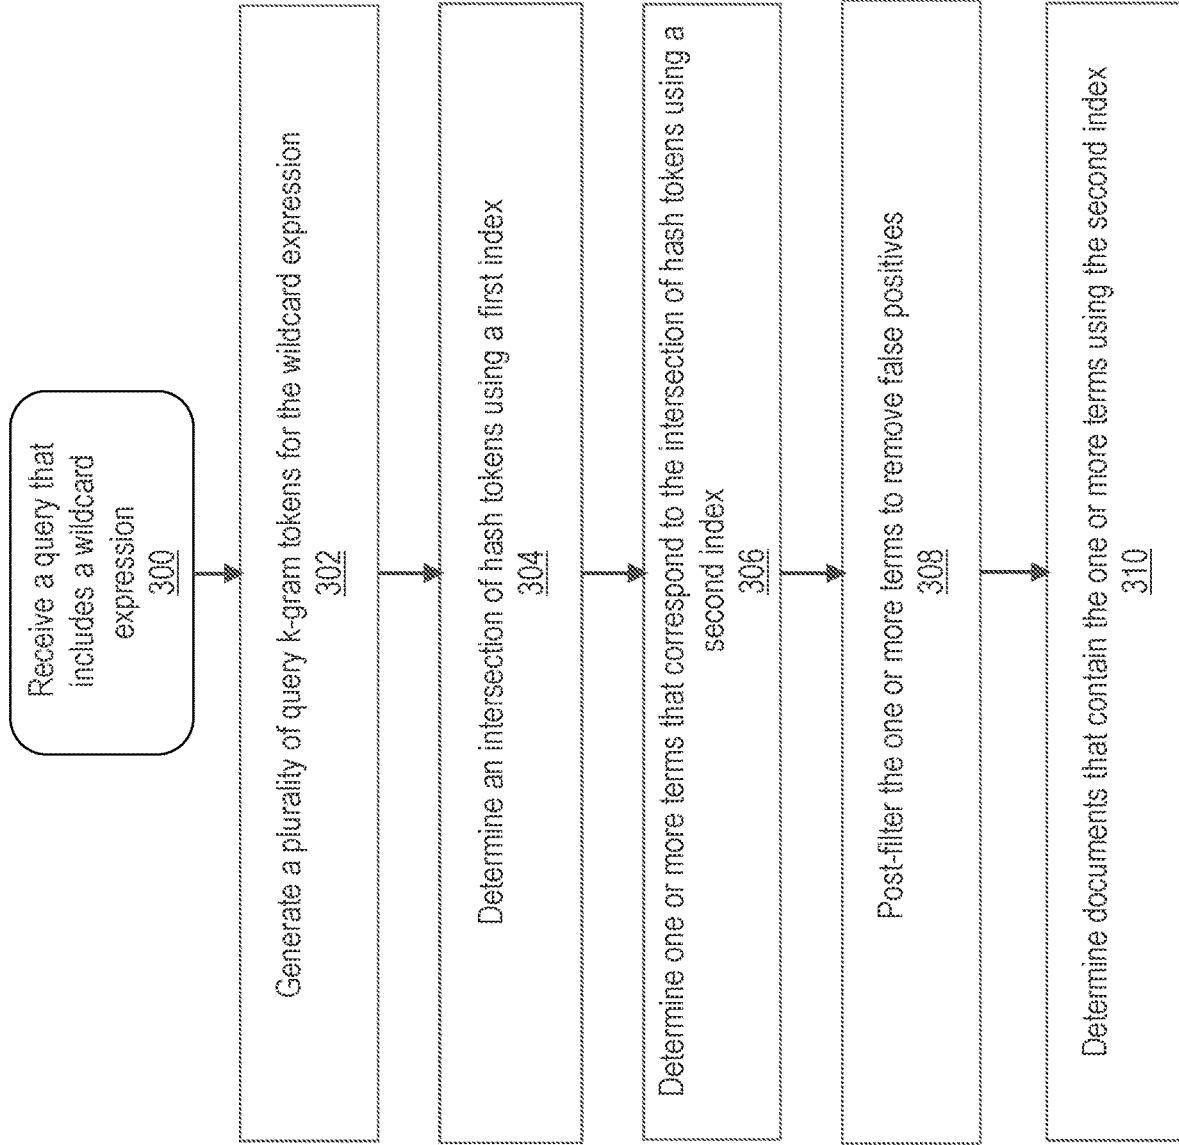 Receive a query that
includes a wildcard
expression
300
Generate a plurality of query k-gram tokens for the wildcard expression
302
Determine an intersection of hash tokens using a first index
304
Determine one or more terms that correspond to the intersection of hash tokens using a
second index
306
Post-filter the one or more terms to remove false positives
308
Determine documents that contain the one or more terms using the second index
310